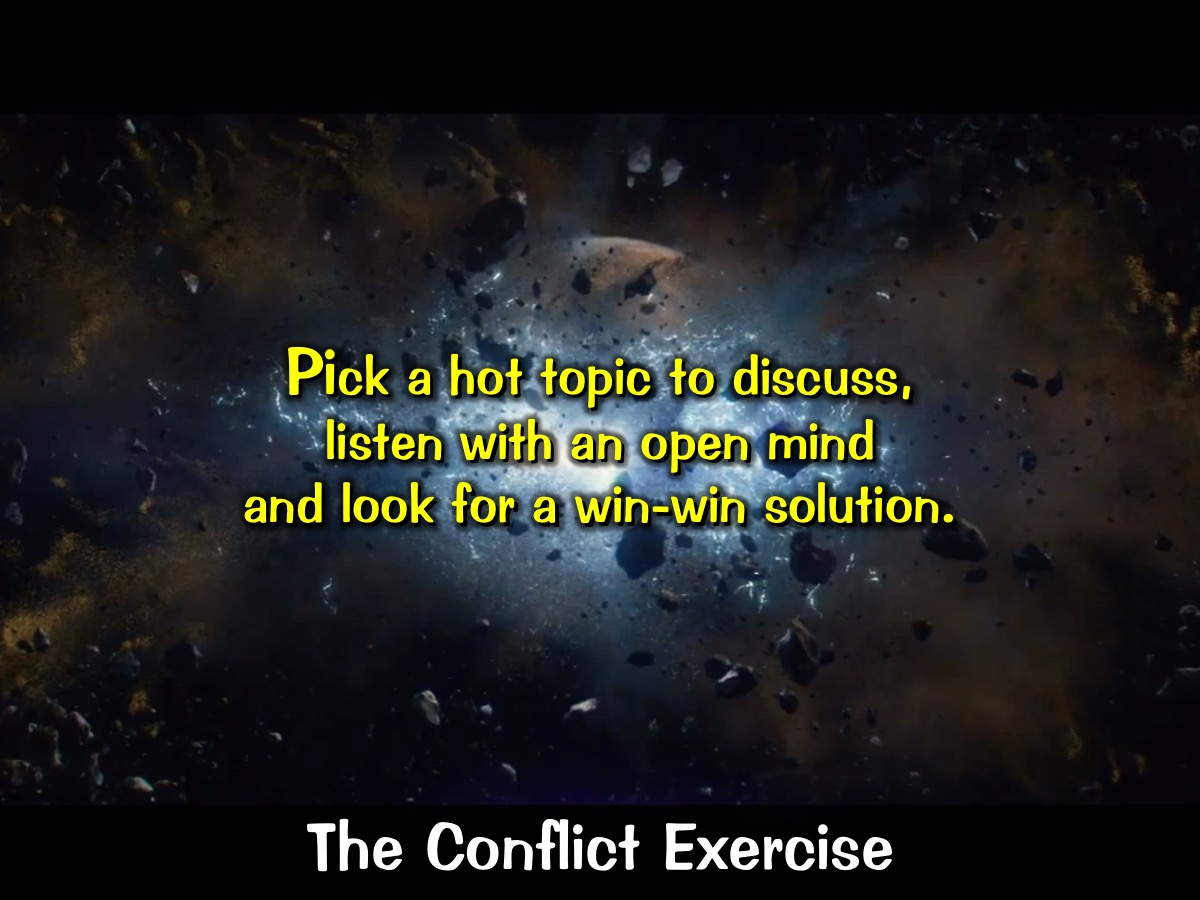 Pick a hot topic to discuss,
listen with an open mind
and look for a win-win solution.
The Conflict Exercise